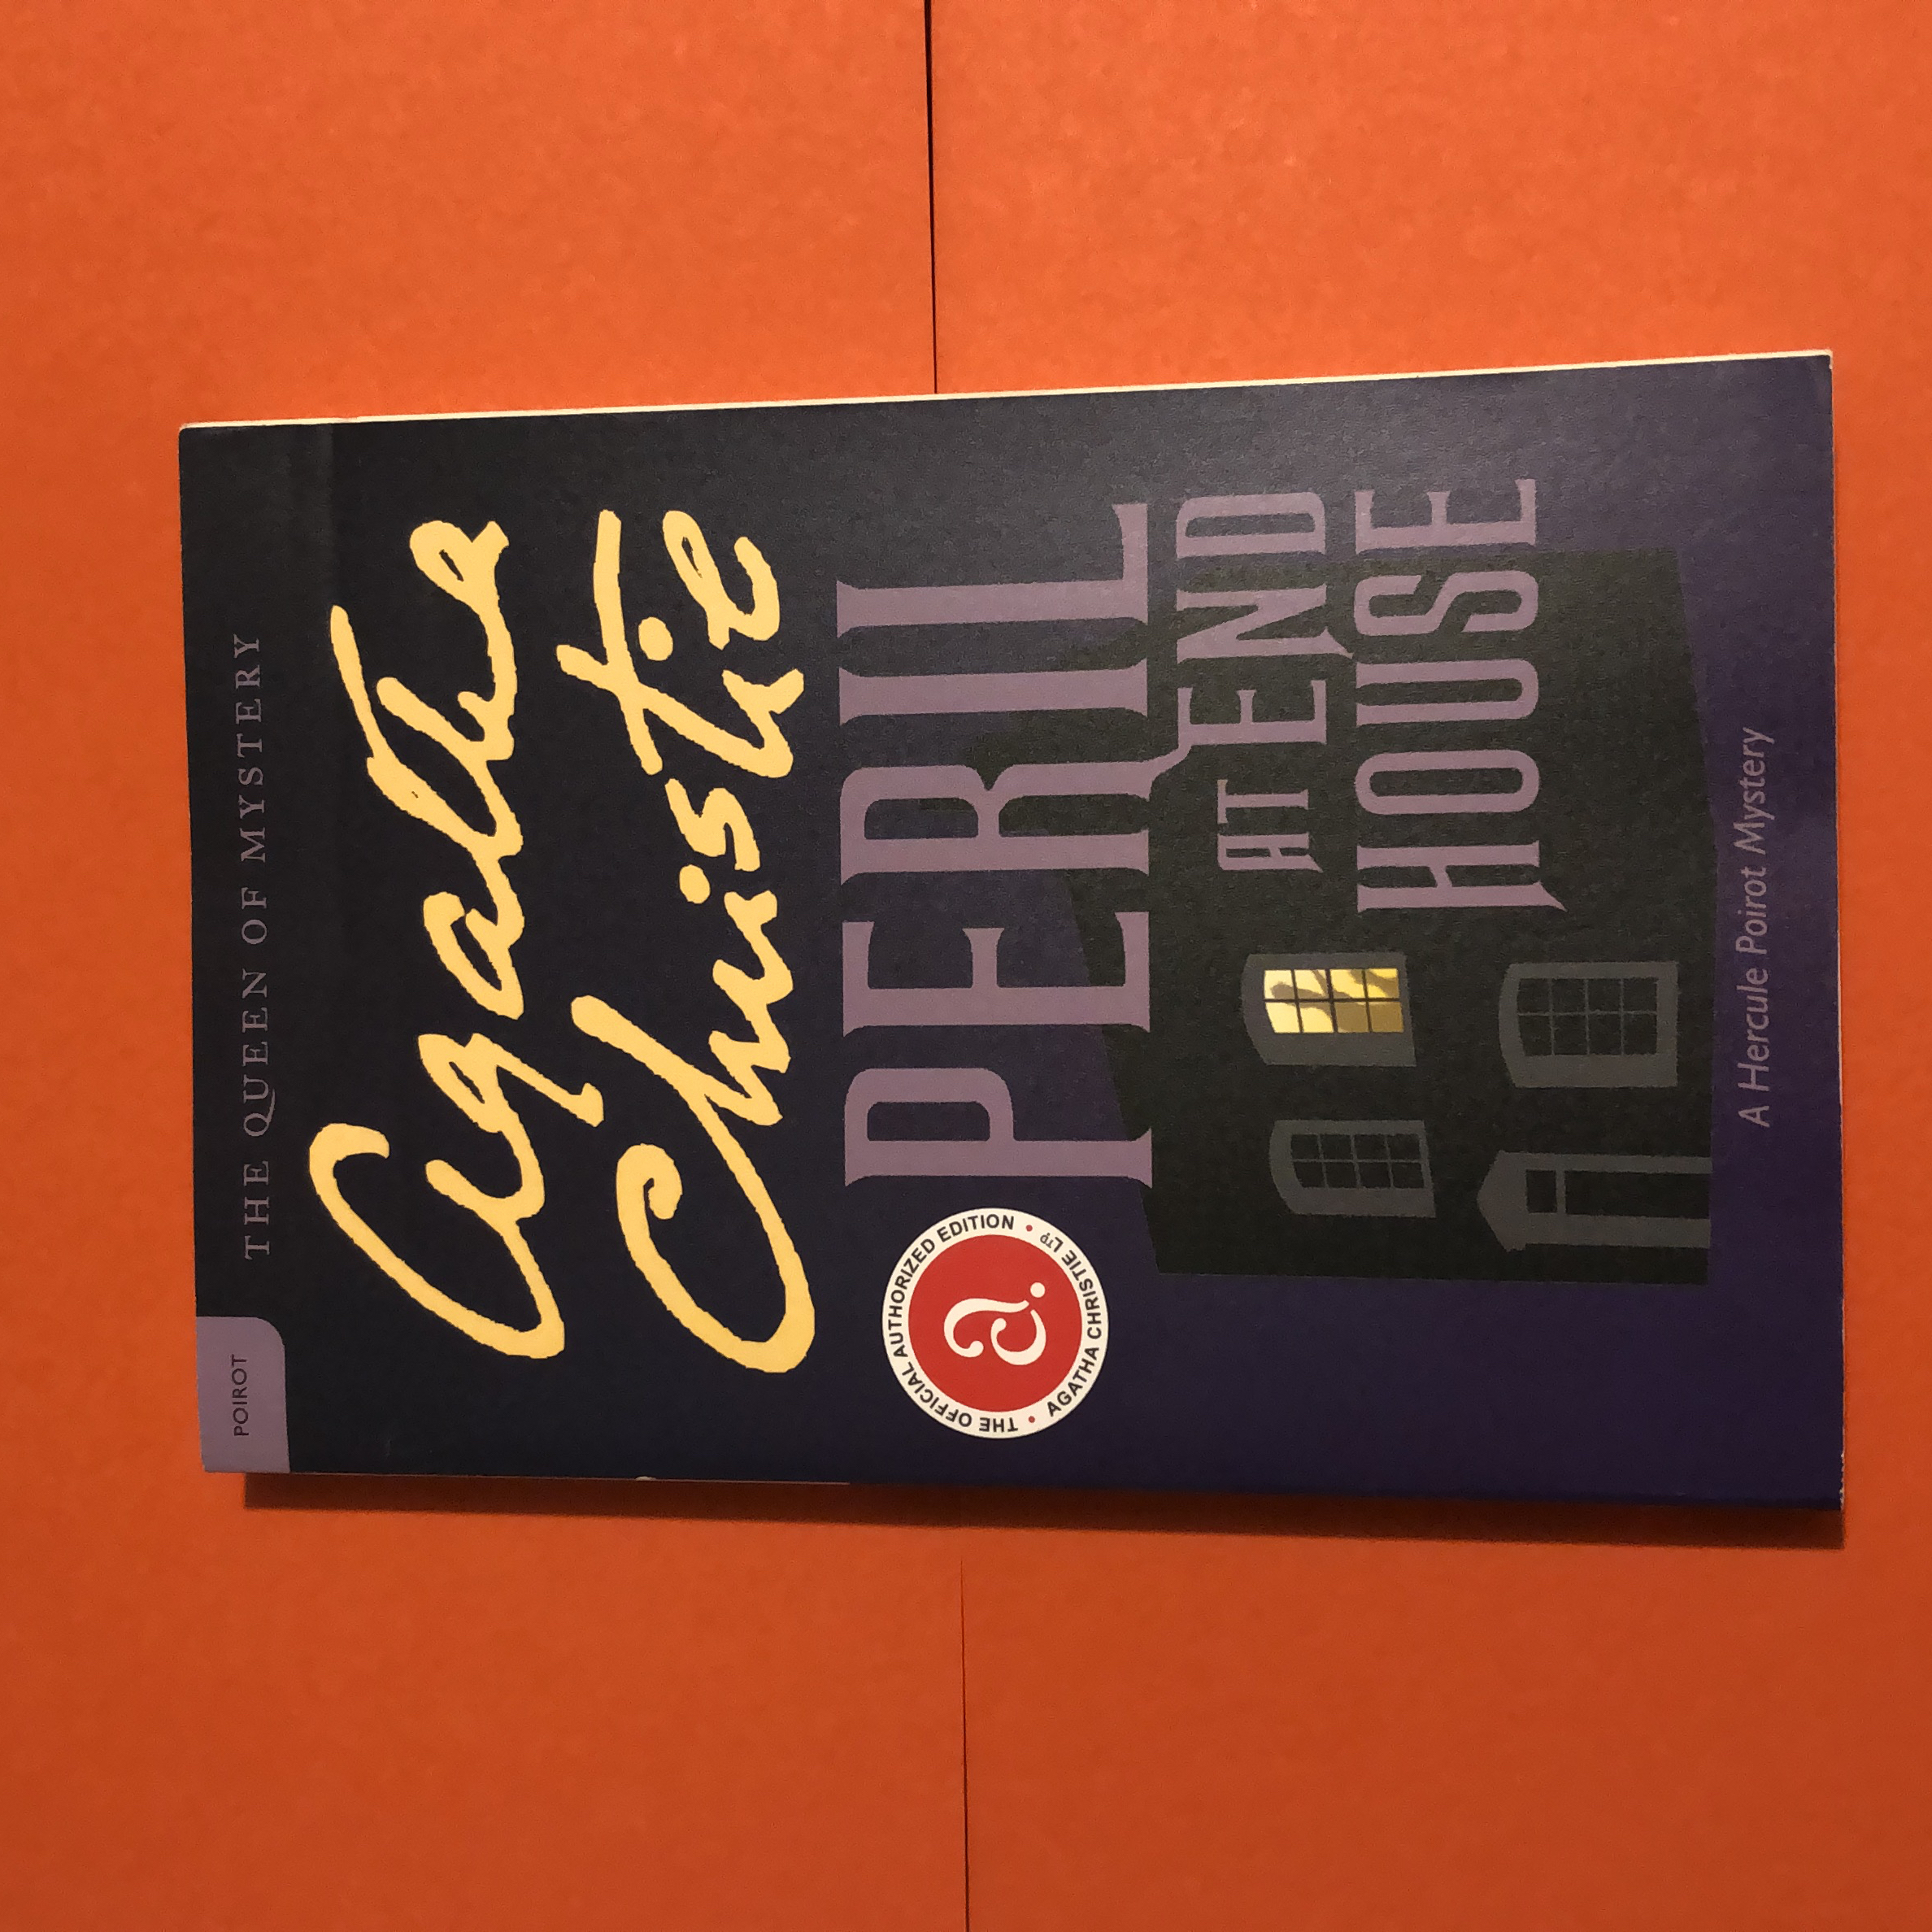 POIROT
THE QUEEN OF MYSTERY
Agatha
Christie
THE OFFICIAL AUTHORIZED EDITION •
AGATHA CHRISTIE LTD •
a.
PERIL
AT END
HOUSE
A Hercule Poirot Mystery